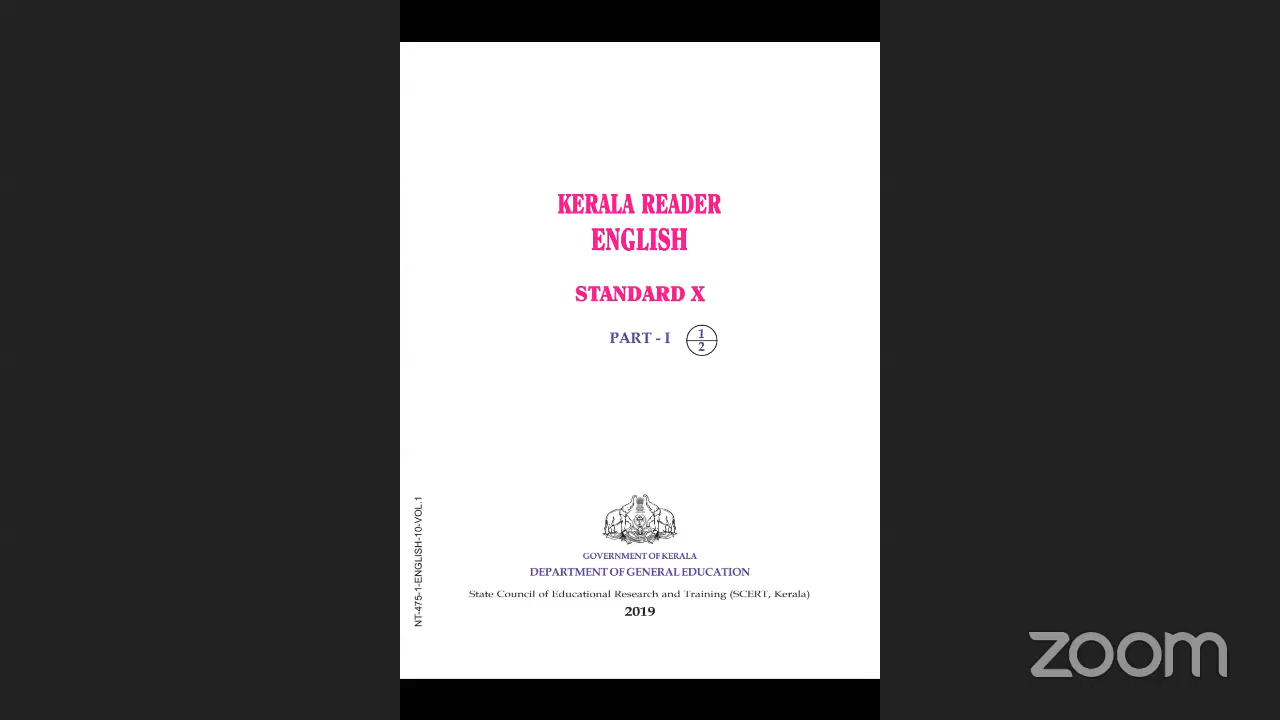 KERALA READER
ENGLISH
STANDARD X
PART - I
1
2
GOVERNMENT OF KERALA
DEPARTMENT OF GENERAL EDUCATION
State Council of Educational Research and Training (SCERT, Kerala)
2019
NT-475-1-ENGLISH-10-VOL.1
zoom